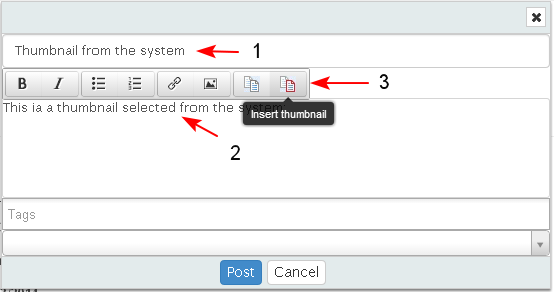 Thumbnail from the system
1
B I
3
This ia a thumbnail selected from the system.
Insert thumbnail
2
Tags
Post Cancel